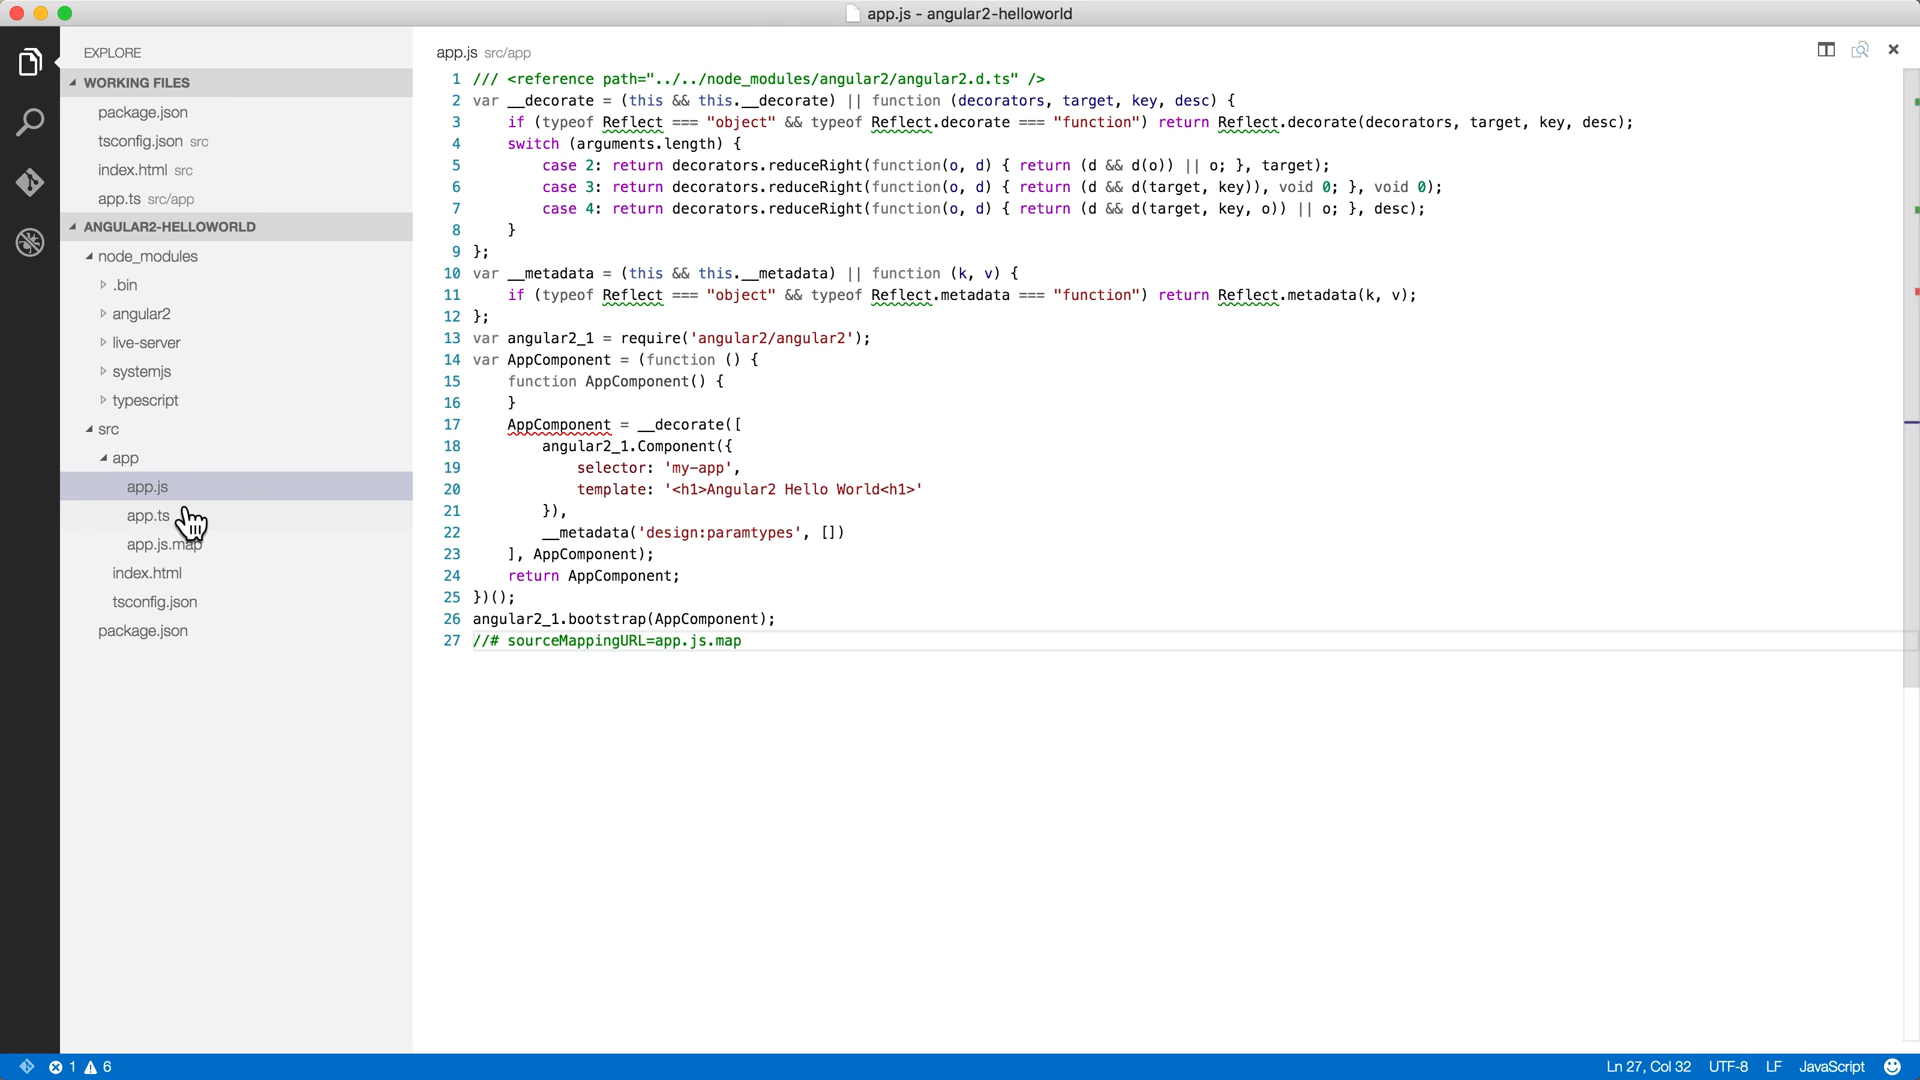 app.js - angular2-helloworld
EXPLORE
WORKING FILES
package.json
tsconfig.json src
index.html src
app.ts src/app
ANGULAR2-HELLOWORLD
node_modules
.bin
angular2
live-server
systemjs
typescript
src
app
app.js
app.ts
app.js.map
index.html
tsconfig.json
package.json
app.js src/app
1 /// <reference path="../../node_modules/angular2/angular2.d.ts" />
2 var __decorate = (this && this.__decorate) || function (decorators, target, key, desc) {
3     if (typeof Reflect === "object" && typeof Reflect.decorate === "function") return Reflect.decorate(decorators, target, key, desc);
4     switch (arguments.length) {
5         case 2: return decorators.reduceRight(function(o, d) { return (d && d(o)) || o; }, target);
6         case 3: return decorators.reduceRight(function(o, d) { return (d && d(target, key)), void 0; }, void 0);
7         case 4: return decorators.reduceRight(function(o, d) { return (d && d(target, key, o)) || o; }, desc);
8     }
9 };
10 var __metadata = (this && this.__metadata) || function (k, v) {
11     if (typeof Reflect === "object" && typeof Reflect.metadata === "function") return Reflect.metadata(k, v);
12 };
13 var angular2_1 = require('angular2/angular2');
14 var AppComponent = (function () {
15     function AppComponent() {
16     }
17     AppComponent = __decorate([
18         angular2_1.Component({
19             selector: 'my-app',
20             template: '<h1>Angular2 Hello World<h1>'
21         }),
22         __metadata('design:paramtypes', [])
23     ], AppComponent);
24     return AppComponent;
25 })();
26 angular2_1.bootstrap(AppComponent);
27 //# sourceMappingURL=app.js.map
1 6
Ln 27, Col 32 UTF-8 LF JavaScript